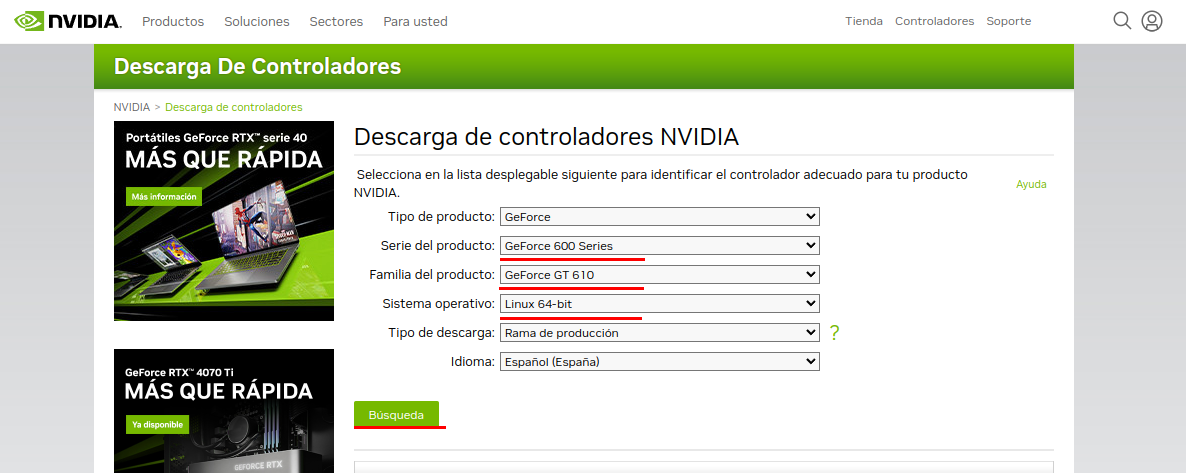 NVIDIA.
Productos
Soluciones
Sectores
Para usted
Tienda
Controladores
Soporte
Descarga De Controladores
NVIDIA > Descarga de controladores
Portátiles GeForce RTX™ serie 40
MÁS QUE RÁPIDA
Más información
GeForce RTX™ 4070 Ti
MÁS QUE RÁPIDA
Ya disponible
GEFORCE RTX
Descarga de controladores NVIDIA
Selecciona en la lista desplegable siguiente para identificar el controlador adecuado para tu producto
NVIDIA.
Ayuda
Tipo de producto: GeForce
Serie del producto: GeForce 600 Series
Familia del producto: GeForce GT 610
Sistema operativo: Linux 64-bit
Tipo de descarga: Rama de producción ?
Idioma: Español (España)
Búsqueda